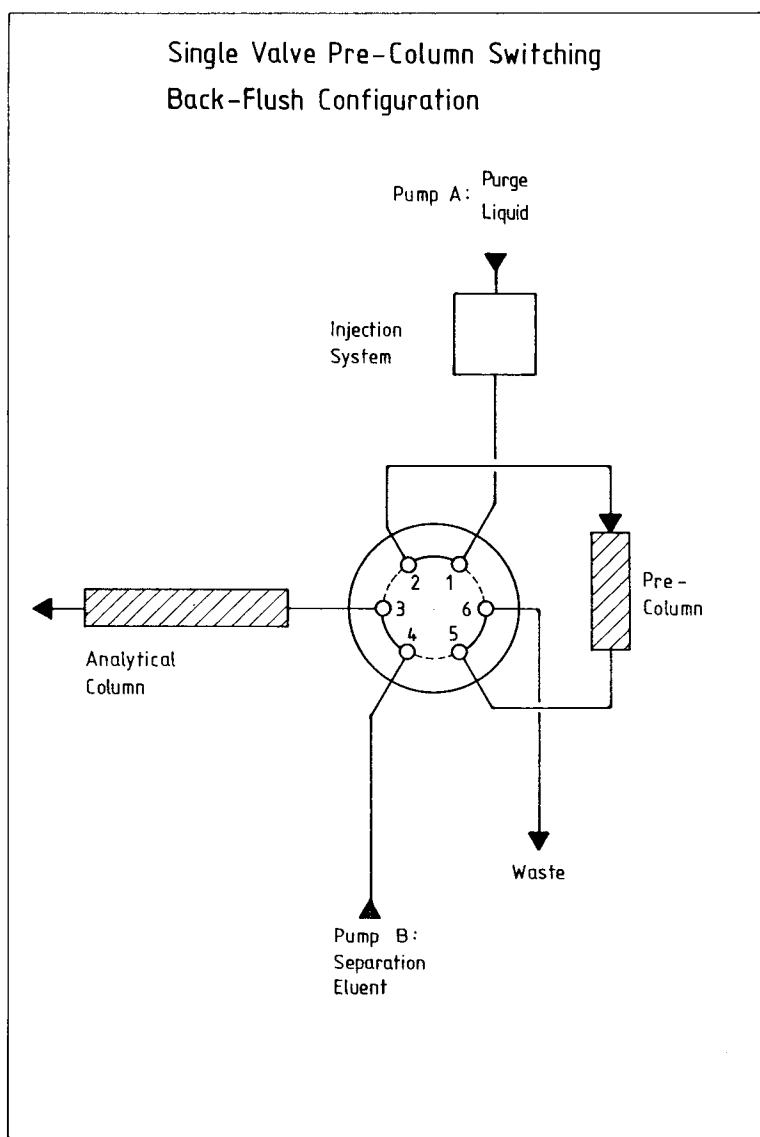 Single Valve Pre-Column Switching
Back-Flush Configuration
Pump A: Purge
Liquid
Injection
System
2
1
3
6
4
5
Pre-
Column
Analytical
Column
Waste
Pump B:
Separation
Eluent